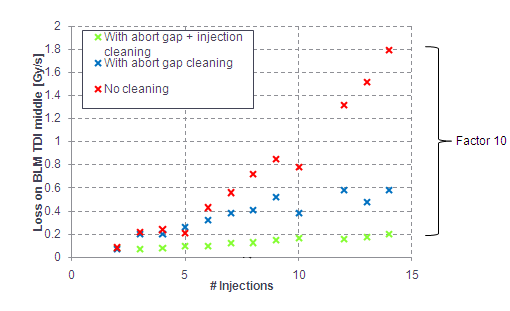 2
1.8
1.6
1.4
1.2
1
0.8
0.6
0.4
0.2
0
Loss on BLM TDI middle [Gy/s]
With abort gap + injection
cleaning
With abort gap cleaning
No cleaning
Factor 10
0
5
10
15
# Injections